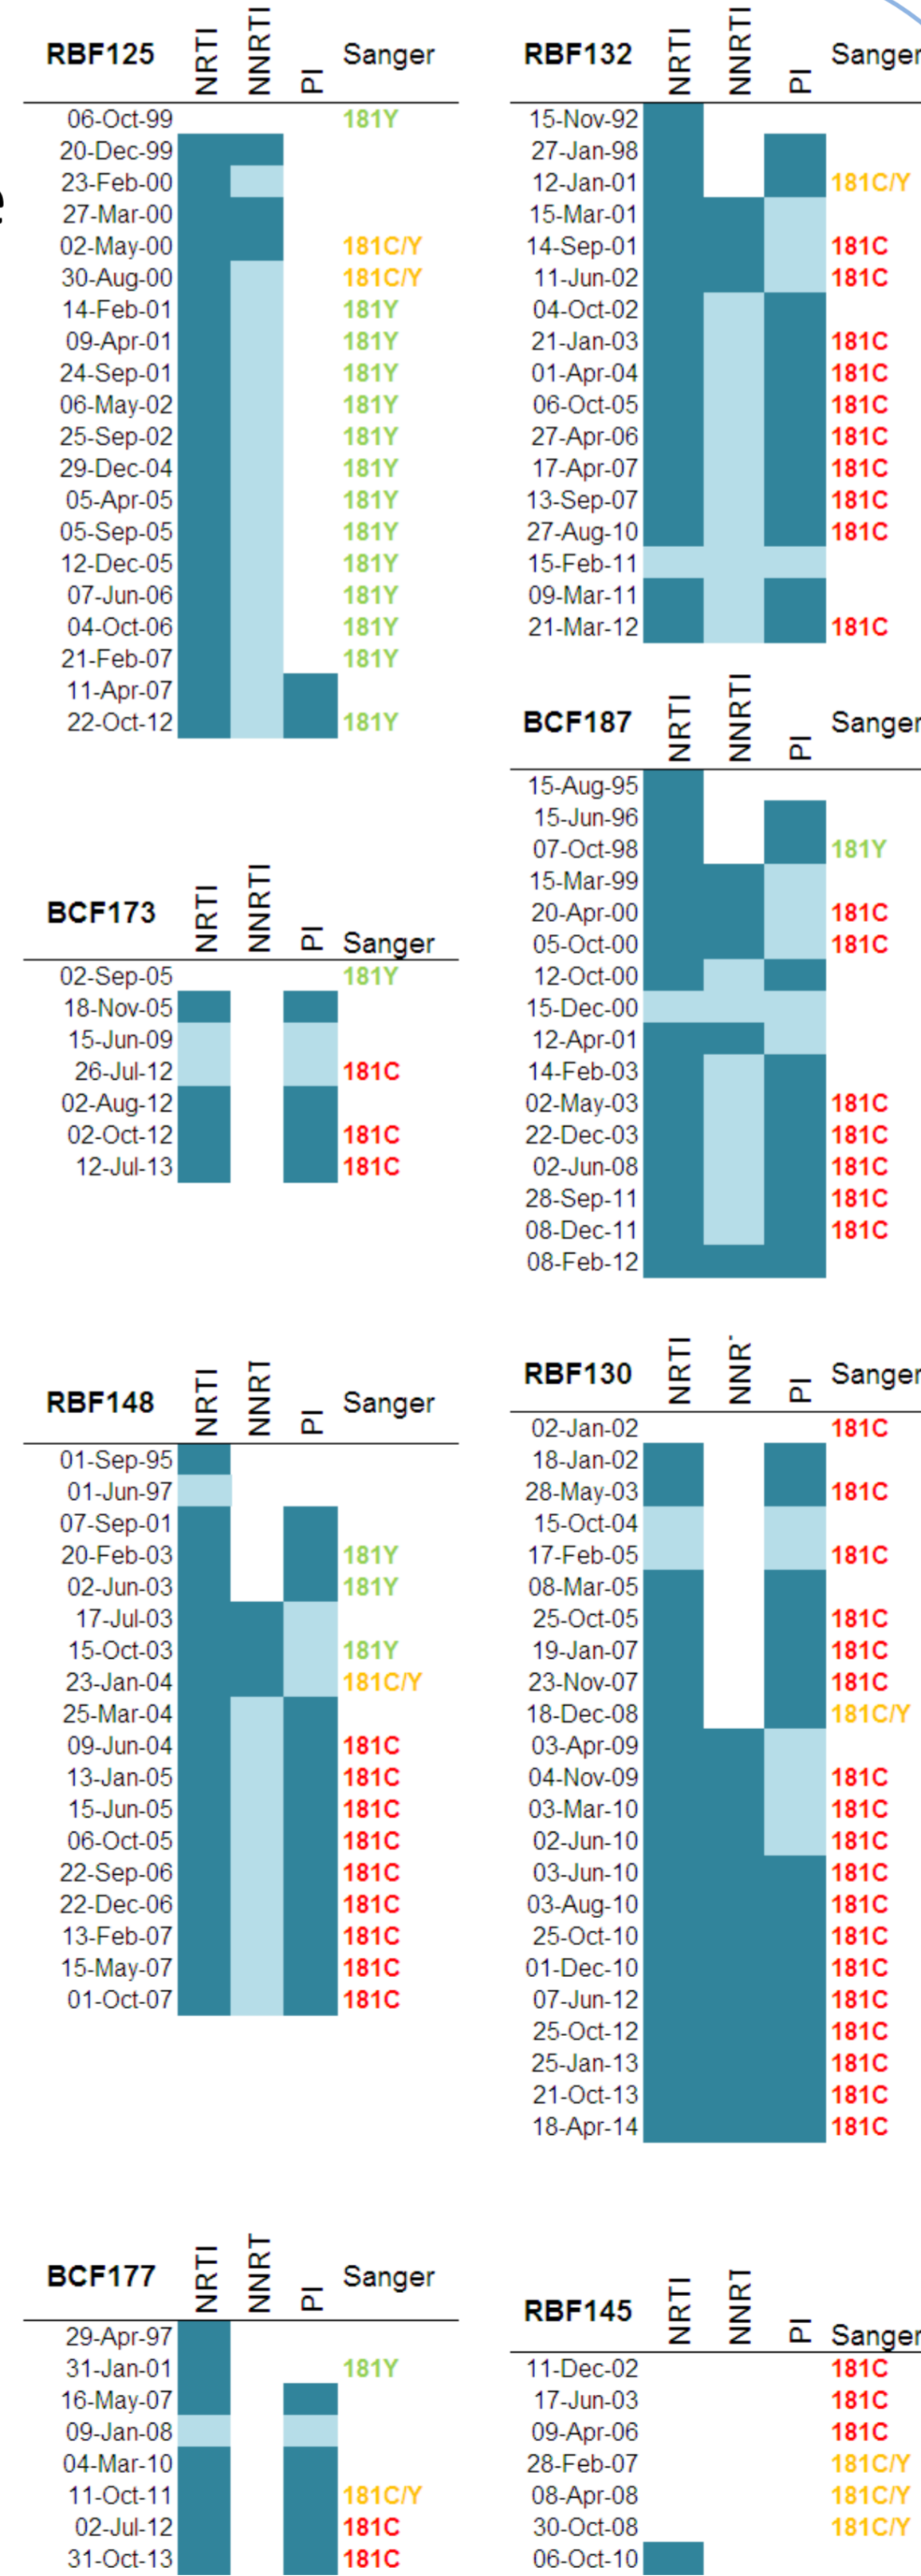 e
RBF125 NRTI NNRTI PI Sanger
06-Oct-99 181Y
20-Dec-99
23-Feb-00
27-Mar-00
02-May-00 181C/Y
30-Aug-00 181C/Y
14-Feb-01 181Y
09-Apr-01 181Y
24-Sep-01 181Y
06-May-02 181Y
25-Sep-02 181Y
29-Dec-04 181Y
05-Apr-05 181Y
05-Sep-05 181Y
12-Dec-05 181Y
07-Jun-06 181Y
04-Oct-06 181Y
21-Feb-07 181Y
11-Apr-07
22-Oct-12 181Y
BCF173 NRTI NNRTI PI Sanger
02-Sep-05 181Y
18-Nov-05
15-Jun-09
26-Jul-12 181C
02-Aug-12
02-Oct-12 181C
12-Jul-13 181C
RBF148 NRTI NNRT PI Sanger
01-Sep-95
01-Jun-97
07-Sep-01
20-Feb-03 181Y
02-Jun-03 181Y
17-Jul-03
15-Oct-03 181Y
23-Jan-04 181C/Y
25-Mar-04
09-Jun-04 181C
13-Jan-05 181C
15-Jun-05 181C
06-Oct-05 181C
22-Sep-06 181C
22-Dec-06 181C
13-Feb-07 181C
15-May-07 181C
01-Oct-07 181C
BCF177 NRTI NNRT PI Sanger
29-Apr-97
31-Jan-01 181Y
16-May-07
09-Jan-08
04-Mar-10
11-Oct-11 181C/Y
02-Jul-12 181C
31-Oct-13 181C
RBF132 NRTI NNRTI PI Sanger
15-Nov-92
27-Jan-98
12-Jan-01 181C/Y
15-Mar-01
14-Sep-01 181C
11-Jun-02 181C
04-Oct-02
21-Jan-03 181C
01-Apr-04 181C
06-Oct-05 181C
27-Apr-06 181C
17-Apr-07 181C
13-Sep-07 181C
27-Aug-10 181C
15-Feb-11
09-Mar-11
21-Mar-12 181C
BCF187 NRTI NNRTI PI Sanger
15-Aug-95
15-Jun-96
07-Oct-98 181Y
15-Mar-99
20-Apr-00 181C
05-Oct-00 181C
12-Oct-00
15-Dec-00
12-Apr-01
14-Feb-03
02-May-03 181C
22-Dec-03 181C
02-Jun-08 181C
28-Sep-11 181C
08-Dec-11 181C
08-Feb-12
RBF130 NRTI NNR PI Sanger
02-Jan-02 181C
18-Jan-02
28-May-03 181C
15-Oct-04
17-Feb-05 181C
08-Mar-05
25-Oct-05 181C
19-Jan-07 181C
23-Nov-07 181C
18-Dec-08 181C/Y
03-Apr-09
04-Nov-09 181C
03-Mar-10 181C
02-Jun-10 181C
03-Jun-10 181C
03-Aug-10 181C
25-Oct-10 181C
01-Dec-10 181C
07-Jun-12 181C
25-Oct-12 181C
25-Jan-13 181C
21-Oct-13 181C
18-Apr-14 181C
RBF145 NRTI NNRT PI Sanger
11-Dec-02 181C
17-Jun-03 181C
09-Apr-06 181C
28-Feb-07 181C/Y
08-Apr-08 181C/Y
30-Oct-08 181C/Y
06-Oct-10